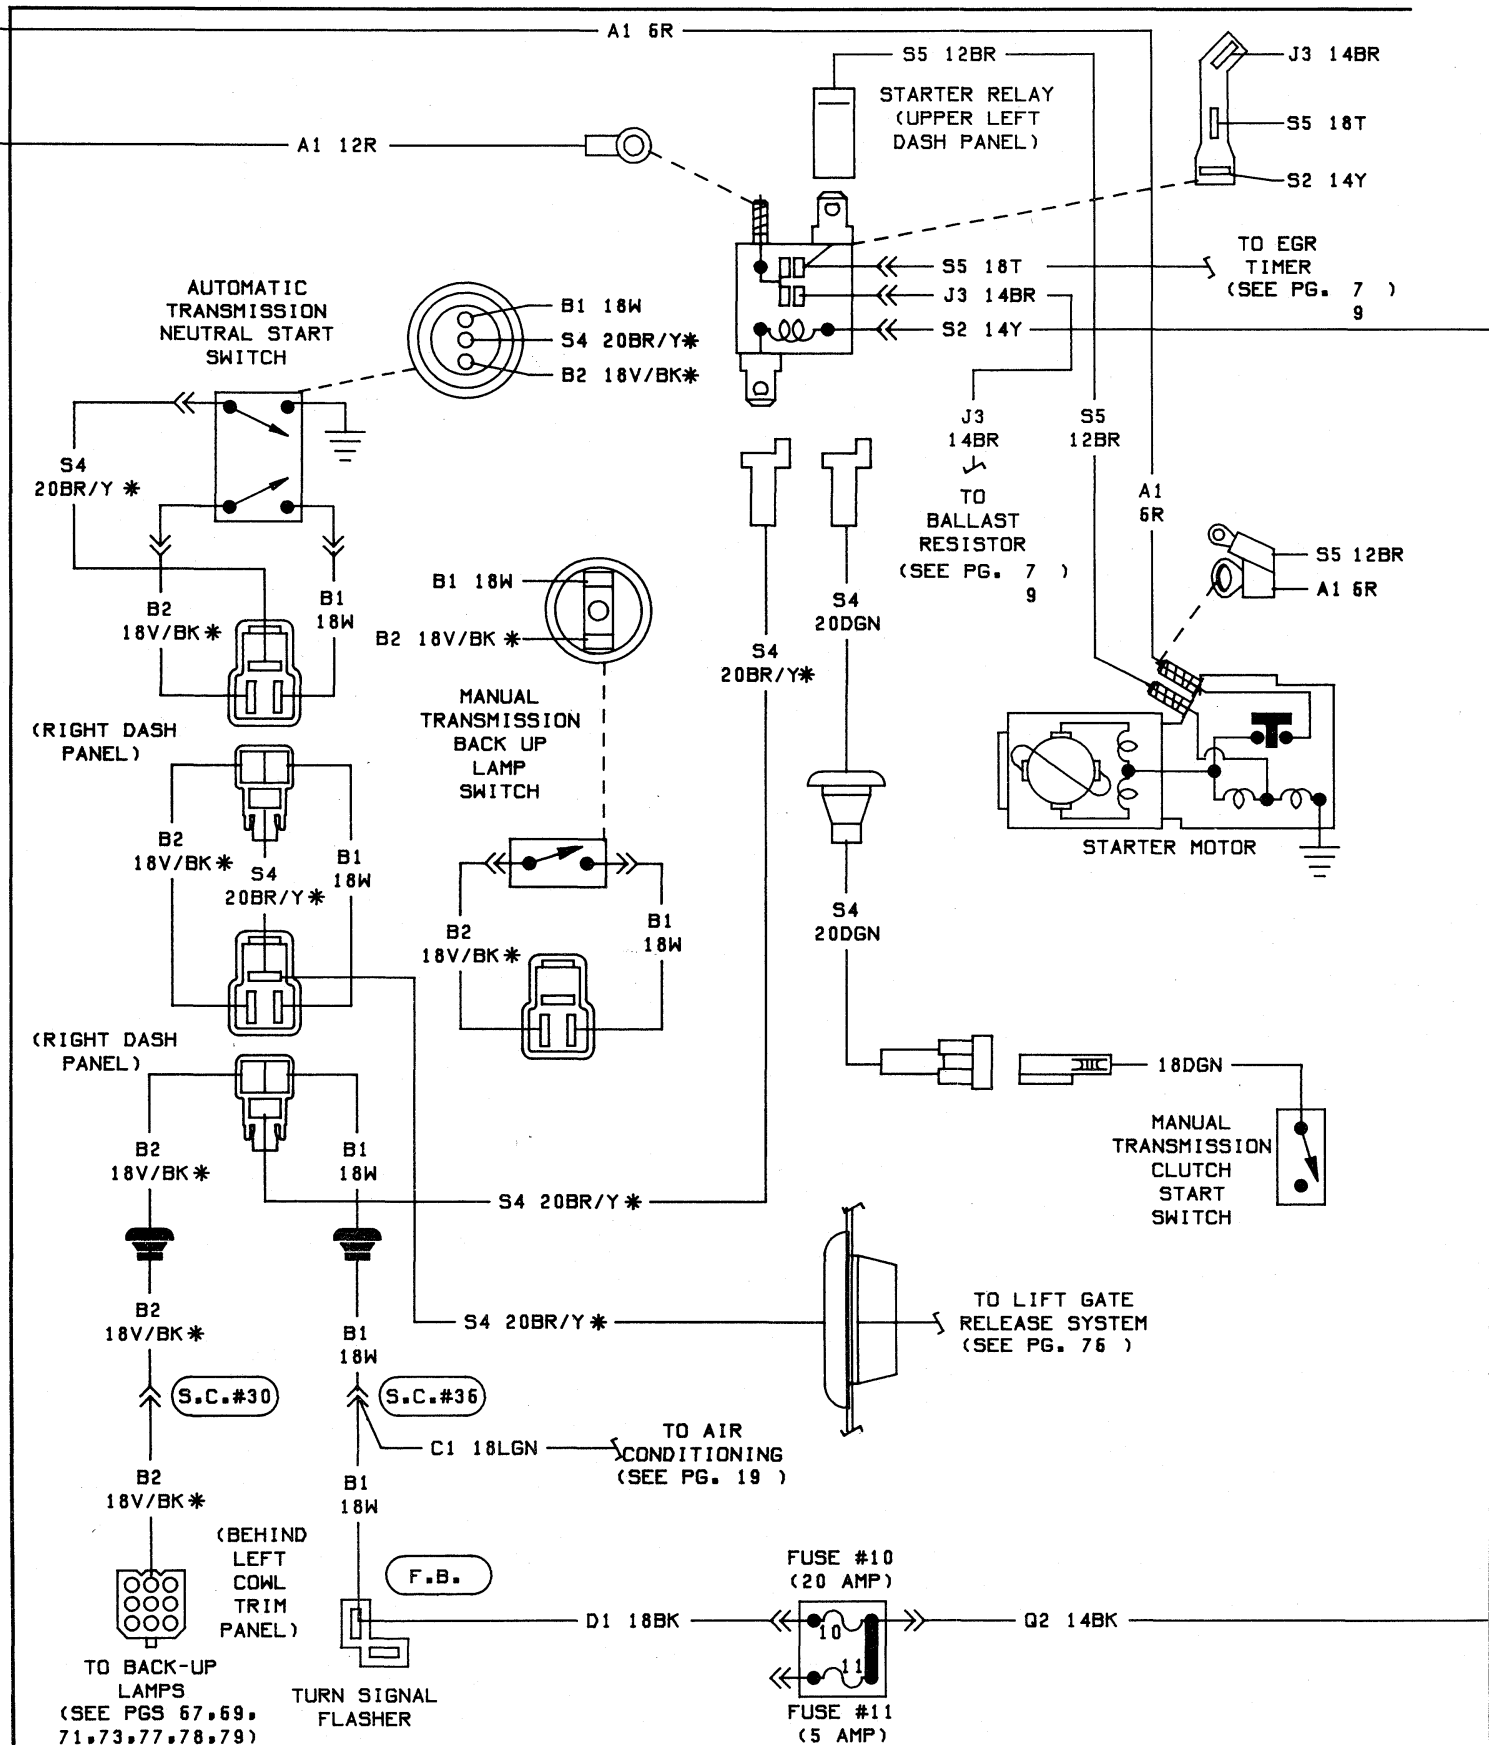 A1 6R
S5 12BR
J3 14BR
STARTER RELAY
(UPPER LEFT
DASH PANEL)
S5 18T
A1 12R
S2 14Y
TO EGR
TIMER
(SEE PG. 7 )
9
S5 18T
J3 14BR
S2 14Y
AUTOMATIC
TRANSMISSION
NEUTRAL START
SWITCH
B1 18W
S4 20BR/Y*
B2 18V/BK*
J3
14BR
S5
12BR
S4
20BR/Y*
A1
6R
TO
BALLAST
RESISTOR
(SEE PG. 7 )
9
S5 12BR
A1 6R
B1 18W
B2 18V/BK*
B2
18V/BK*
B1
18W
S4
20DGN
S4
20BR/Y*
MANUAL
TRANSMISSION
BACK UP
LAMP
SWITCH
(RIGHT DASH
PANEL)
B2
18V/BK*
S4
20BR/Y*
B1
18W
STARTER MOTOR
B2
18V/BK*
B1
18W
S4
20DGN
(RIGHT DASH
PANEL)
18DGN
MANUAL
TRANSMISSION
CLUTCH
START
SWITCH
B2
18V/BK*
B1
18W
S4 20BR/Y*
B2
18V/BK*
B1
18W
S4 20BR/Y*
TO LIFT GATE
RELEASE SYSTEM
(SEE PG. 76 )
S.C.#30
S.C.#36
C1 18LGN
TO AIR
CONDITIONING
(SEE PG. 19 )
B2
18V/BK*
B1
18W
(BEHIND
LEFT
COWL
TRIM
PANEL)
F.B.
FUSE #10
(20 AMP)
D1 18BK
10
11
Q2 14BK
TO BACK-UP
LAMPS
(SEE PGS 67,69,
71,73,77,78,79)
TURN SIGNAL
FLASHER
FUSE #11
(5 AMP)